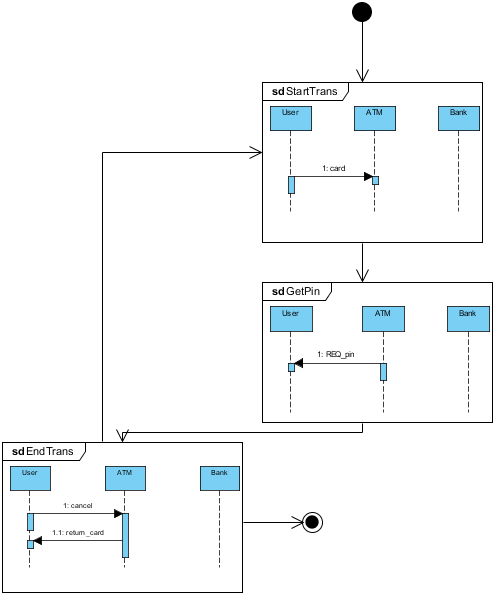 sd StartTrans
User ATM Bank
1: card
sd GetPin
User ATM Bank
1: REQ_pin
sd EndTrans
User ATM Bank
1: cancel
1.1: return_card